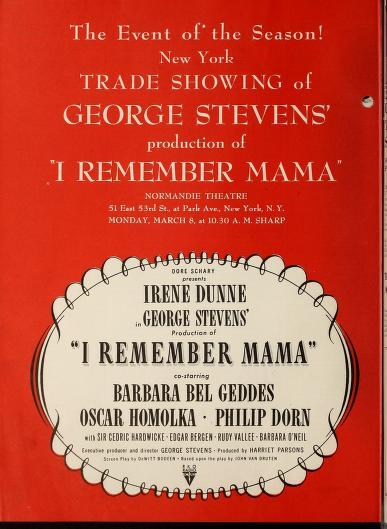 The Event of the Season!
New York
TRADE SHOWING of
GEORGE STEVENS'
production of
"I REMEMBER MAMA"
NORMANDIE THEATRE
51 East 53rd St., at Park Ave., New York, N. Y.
MONDAY, MARCH 8, at 10.30 A. M. SHARP
DORE SCHARY
presents
IRENE DUNNE
in GEORGE STEVENS'
Production of
"I REMEMBER MAMA"
co-starring
BARBARA BEL GEDDES
OSCAR HOMOLKA · PHILIP DORN
with SIR CEDRIC HARDWICKE · EDGAR BERGEN · RUDY VALLEE · BARBARA O'NEIL
Executive producer and director GEORGE STEVENS · Produced by HARRIET PARSONS
Screen Play by DeWITT BODEEN · Based upon the play by JOHN VAN DRUTEN
RKO
RADIO